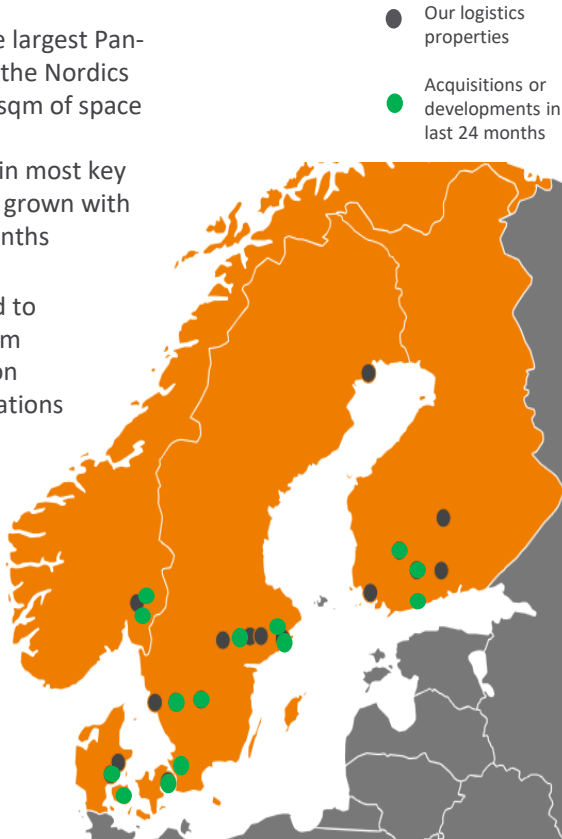 e largest Pan-
the Nordics
sqm of space
in most key
grown with
nths
d to
m
on
ations
Our logistics
properties
Acquisitions or
developments in
last 24 months